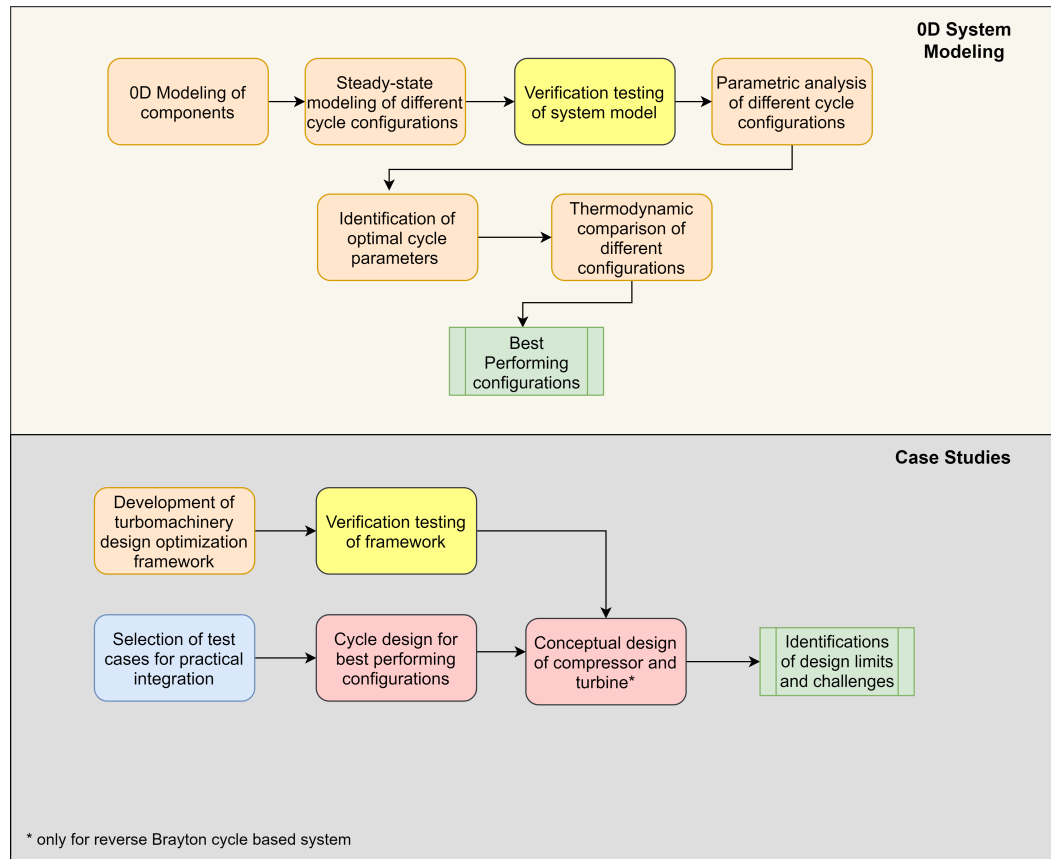 0D System
Modeling
0D Modeling of
components
Steady-state
modeling of different
cycle configurations
Verification testing
of system model
Parametric analysis
of different cycle
configurations
Identification of
optimal cycle
parameters
Thermodynamic
comparison of
different
configurations
Best
Performing
configurations
Case Studies
Development of
turbomachinery
design optimization
framework
Verification testing
of framework
Selection of test
cases for practical
integration
Cycle design for
best performing
configurations
Conceptual design
of compressor and
turbine*
Identifications
of design limits
and challenges
* only for reverse Brayton cycle based system